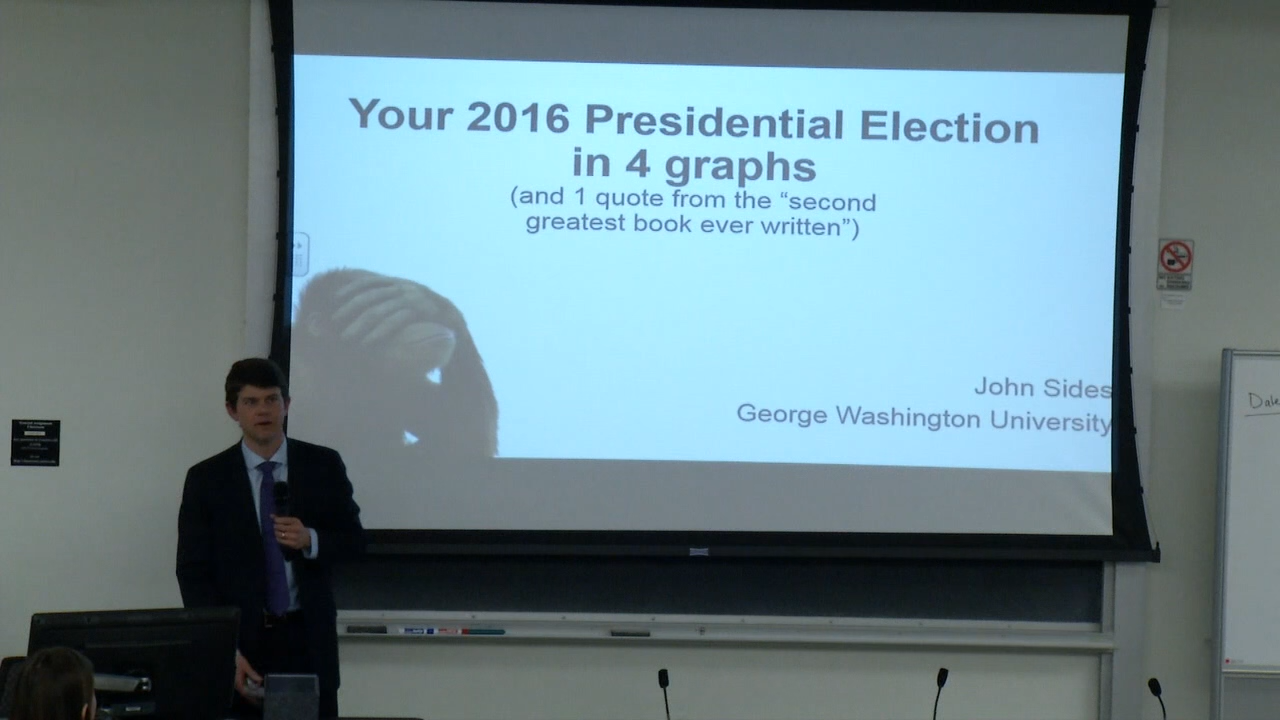 Your 2016 Presidential Election
in 4 graphs
(and 1 quote from the “second
greatest book ever written”)
John Sides
George Washington University